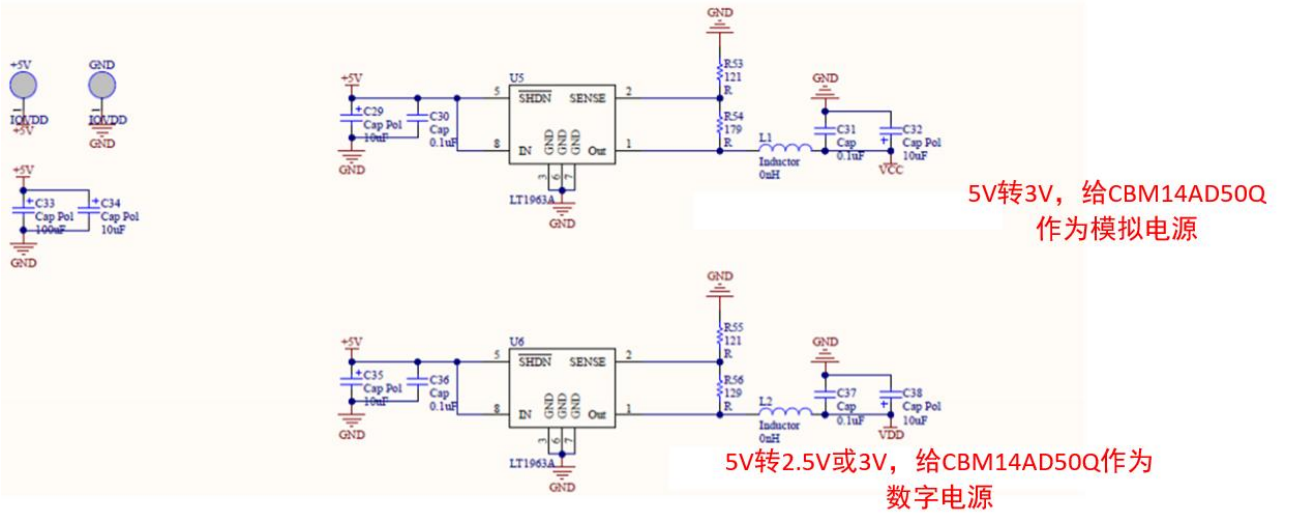 +5V
GND
IOVDD
+5V
IOVDD
GND
+5V
C33
Cap Pol
100uF
C34
Cap Pol
10uF
GND
+5V
C29
Cap Pol
10uF
C30
Cap
0.1uF
GND
U5
5
SHDN
SENSE
2
8
IN
GND
GND
GND
Out
1
3
6
7
LT1963A
GND
GND
R53
121
R
R54
179
R
L1
Inductor
0nH
GND
C31
Cap
0.1uF
C32
Cap Pol
10uF
VCC
5V转3V，给CBM14AD50Q
作为模拟电源
+5V
C35
Cap Pol
10uF
C36
Cap
0.1uF
GND
U6
5
SHDN
SENSE
2
8
IN
GND
GND
GND
Out
1
3
6
7
LT1963A
GND
GND
R55
121
R
R56
129
R
L2
Inductor
0nH
GND
C37
Cap
0.1uF
C38
Cap Pol
10uF
VDD
5V转2.5V或3V，给CBM14AD50Q作为
数字电源